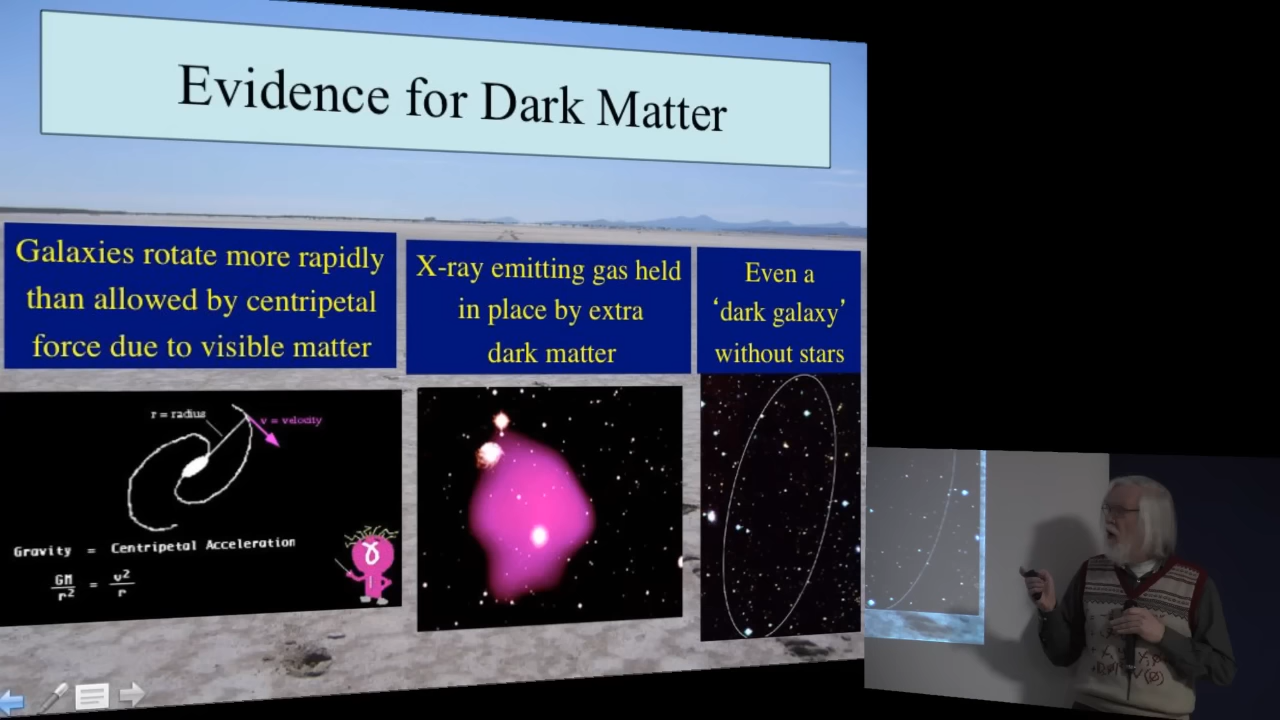 Evidence for Dark Matter
Galaxies rotate more rapidly
than allowed by centripetal
force due to visible matter
X-ray emitting gas held
in place by extra
dark matter
Even a
‘dark galaxy’
without stars
r = radius
v = velocity
Gravity = Centripetal Acceleration
GM = v²
r² r
γ